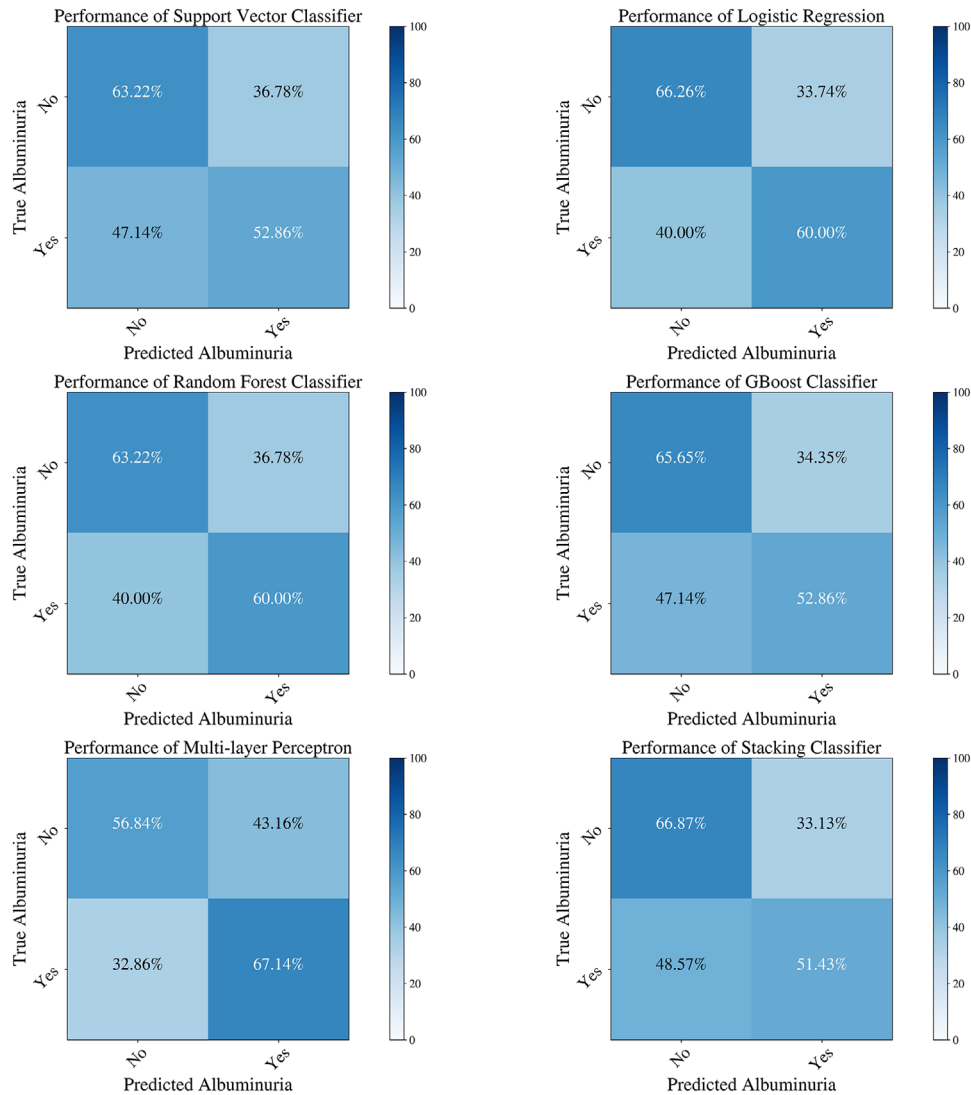 Performance of Support Vector Classifier
100
80
60
40
20
0
True Albuminuria
No
Yes
63.22%
36.78%
47.14%
52.86%
No
Yes
Predicted Albuminuria
Performance of Logistic Regression
100
80
60
40
20
0
True Albuminuria
No
Yes
66.26%
33.74%
40.00%
60.00%
No
Yes
Predicted Albuminuria
Performance of Random Forest Classifier
100
80
60
40
20
0
True Albuminuria
No
Yes
63.22%
36.78%
40.00%
60.00%
No
Yes
Predicted Albuminuria
Performance of GBoost Classifier
100
80
60
40
20
0
True Albuminuria
No
Yes
65.65%
34.35%
47.14%
52.86%
No
Yes
Predicted Albuminuria
Performance of Multi-layer Perceptron
100
80
60
40
20
0
True Albuminuria
No
Yes
56.84%
43.16%
32.86%
67.14%
No
Yes
Predicted Albuminuria
Performance of Stacking Classifier
100
80
60
40
20
0
True Albuminuria
No
Yes
66.87%
33.13%
48.57%
51.43%
No
Yes
Predicted Albuminuria